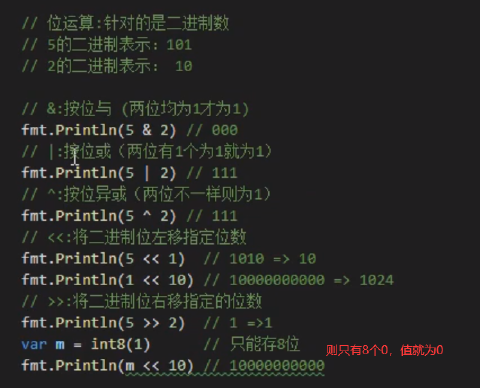 // 位运算:针对的是二进制数
// 5的二进制表示: 101
// 2的二进制表示:  10
// &:按位与 (两位均为1才为1)
fmt.Println(5 & 2) // 000
// |:按位或 (两位有1个为1就为1)
fmt.Println(5 | 2) // 111
// ^:按位异或 (两位不一样则为1)
fmt.Println(5 ^ 2) // 111
// <<:将二进制位左移指定位数
fmt.Println(5 << 1)  // 1010 => 10
fmt.Println(1 << 10) // 10000000000 => 1024
// >>:将二进制位右移指定的位数
fmt.Println(5 >> 2)  // 1 =>1
var m = int8(1)      // 只能存8位 则只有8个0，值就为0
fmt.Println(m << 10) // 10000000000